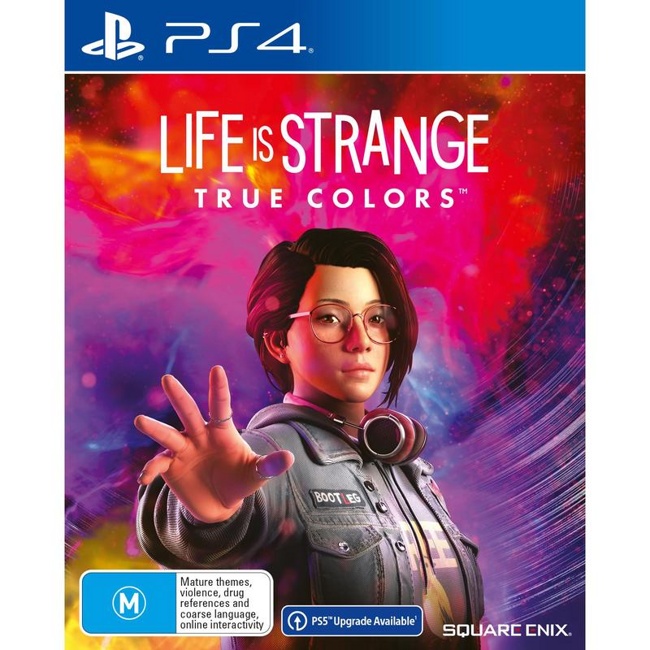 PS4
LIFE IS STRANGE
TRUE COLORS™
BOOTLEG
M
Mature themes,
violence, drug
references and
coarse language,
online interactivity
PS5™ Upgrade Available¹
SQUARE ENIX®